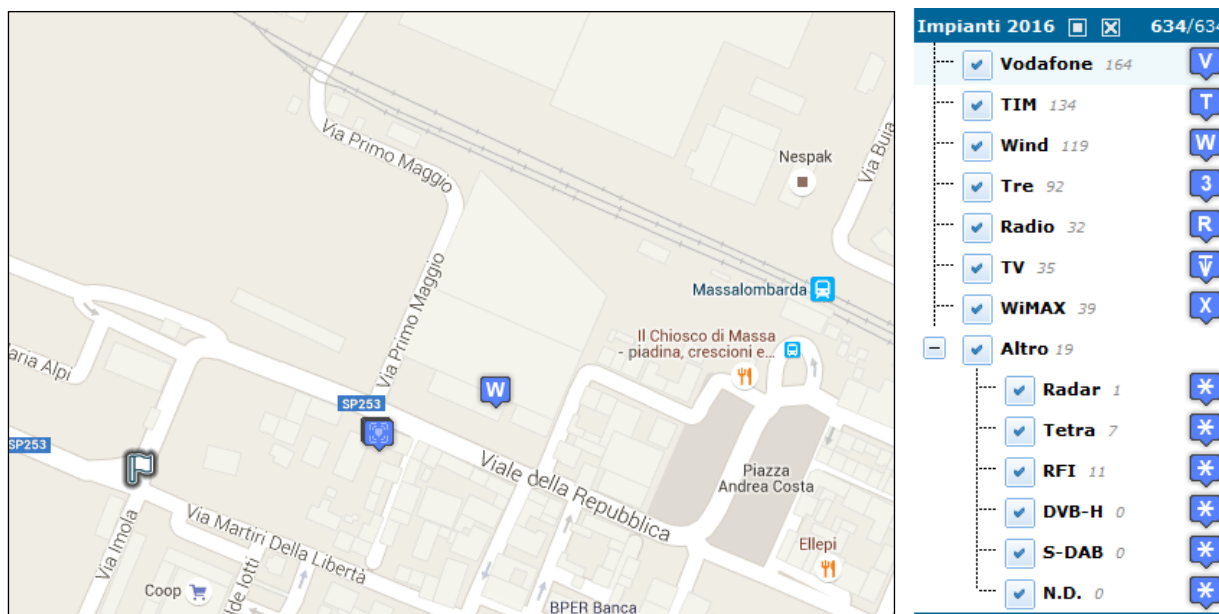 Via Primo Maggio
Nespak
Via Buia
Massalombarda
Via Primo Maggio
Il Chiosco di Massa
- piadina, crescioni e...
aria Alpi
W
SP253
SP253
Viale della Repubblica
Piazza
Andrea Costa
Via Imola
Via Martiri Della Libertà
Ellepi
Coop
de Iotti
BPER Banca
Impianti 2016 634/634
Vodafone 164 V
TIM 134 T
Wind 119 W
Tre 92 3
Radio 32 R
TV 35 TV
WiMAX 39 X
Altro 19
Radar 1
Tetra 7
RFI 11
DVB-H 0
S-DAB 0
N.D. 0